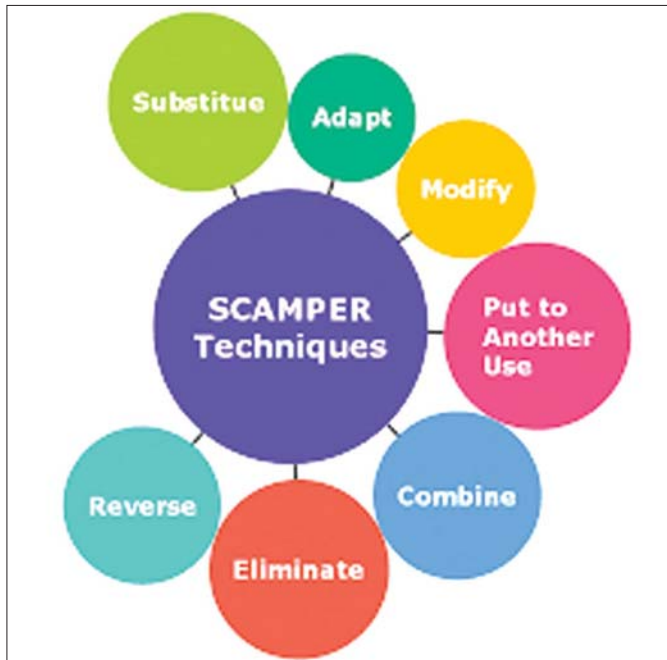 Substitue
Adapt
Modify
SCAMPER
Techniques
Put to
Another
Use
Combine
Reverse
Eliminate